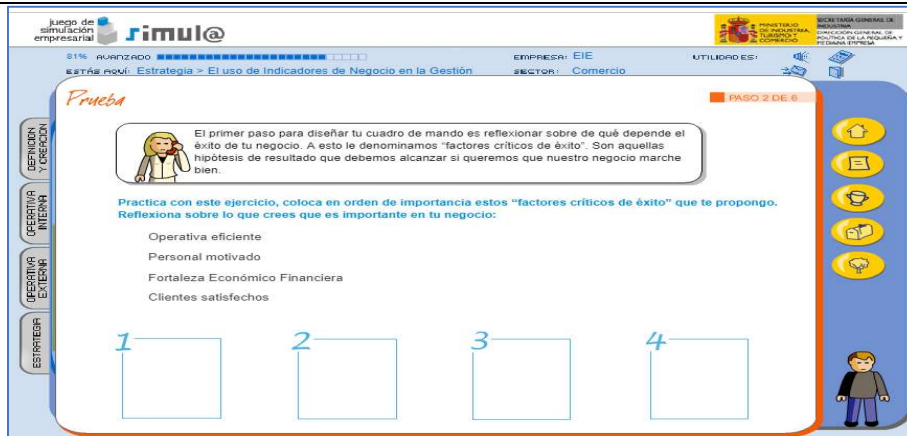 juego de
simulación
empresarial
simul@
MINISTERIO
DE INDUSTRIA,
TURISMO Y
COMERCIO
SECRETARÍA GENERAL DE
INDUSTRIA
DIRECCIÓN GENERAL DE
POLÍTICA DE LA PEQUEÑA Y
MEDIANA EMPRESA
81% AVANZADO
EMPRESA: EIE
UTILIDADES:
ESTÁS AQUÍ: Estrategia > El uso de Indicadores de Negocio en la Gestión
SECTOR: Comercio
Prueba
PASO 2 DE 6
El primer paso para diseñar tu cuadro de mando es reflexionar sobre de qué depende el
éxito de tu negocio. A esto le denominamos "factores críticos de éxito". Son aquellas
hipótesis de resultado que debemos alcanzar si queremos que nuestro negocio marche
bien.
Practica con este ejercicio, coloca en orden de importancia estos "factores críticos de éxito" que te propongo.
Reflexiona sobre lo que crees que es importante en tu negocio:
Operativa eficiente
Personal motivado
Fortaleza Económico Financiera
Clientes satisfechos
1
2
3
4
DEFINICIÓN
Y CREACIÓN
OPERATIVA
INTERNA
OPERATIVA
EXTERNA
ESTRATEGIA